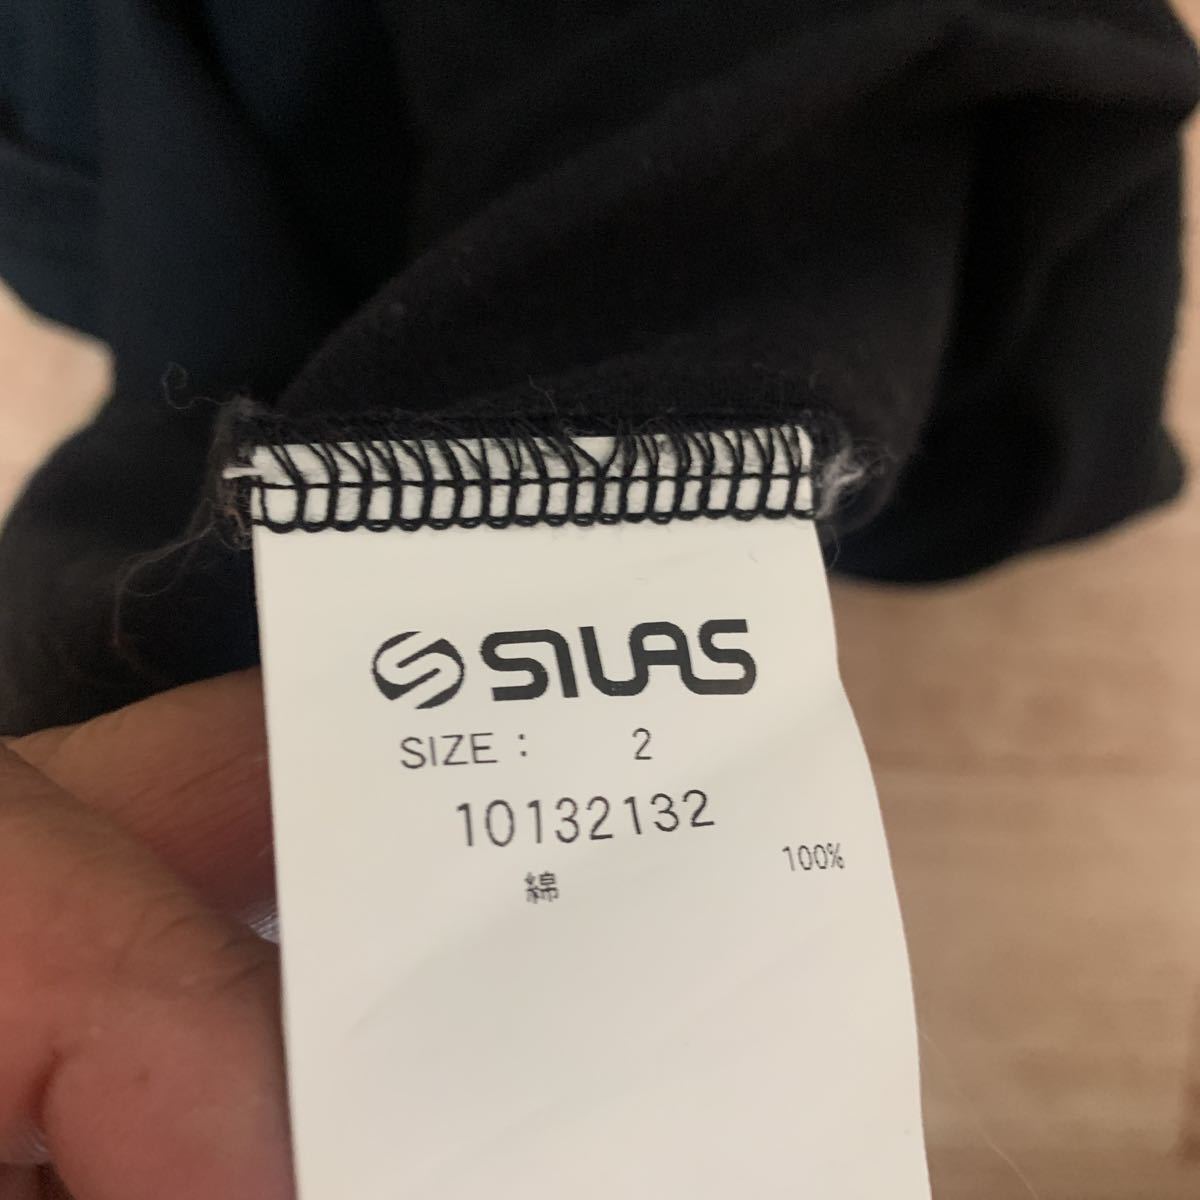 SILAS
SIZE : 2
10132132
綿 100%